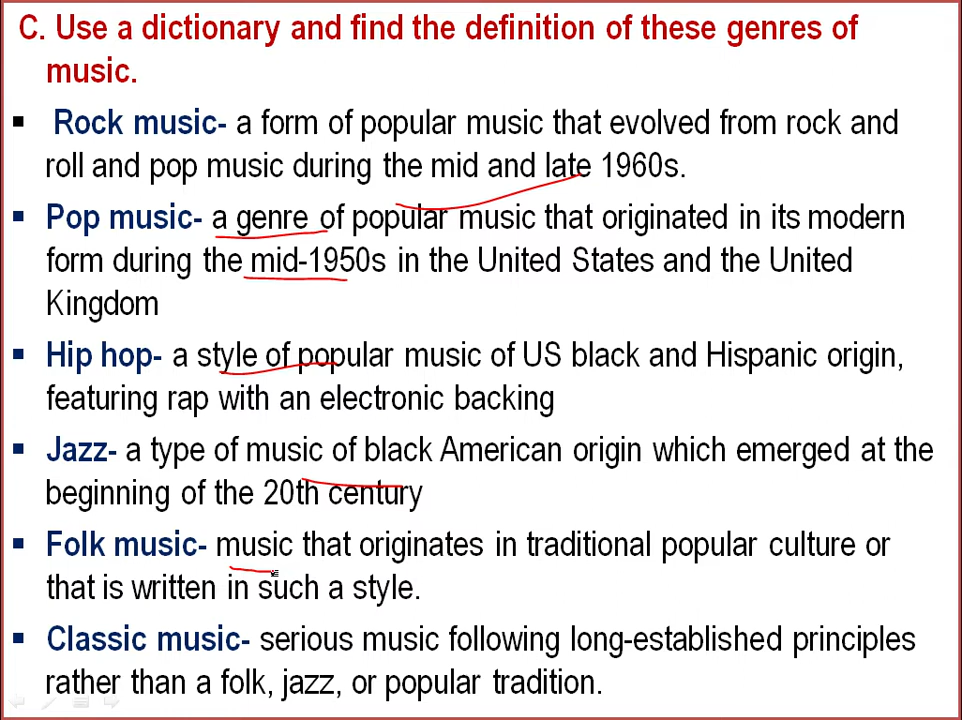 C. Use a dictionary and find the definition of these genres of
music.
▪ Rock music- a form of popular music that evolved from rock and
roll and pop music during the mid and late 1960s.
▪ Pop music- a genre of popular music that originated in its modern
form during the mid-1950s in the United States and the United
Kingdom
▪ Hip hop- a style of popular music of US black and Hispanic origin,
featuring rap with an electronic backing
▪ Jazz- a type of music of black American origin which emerged at the
beginning of the 20th century
▪ Folk music- music that originates in traditional popular culture or
that is written in such a style.
▪ Classic music- serious music following long-established principles
rather than a folk, jazz, or popular tradition.